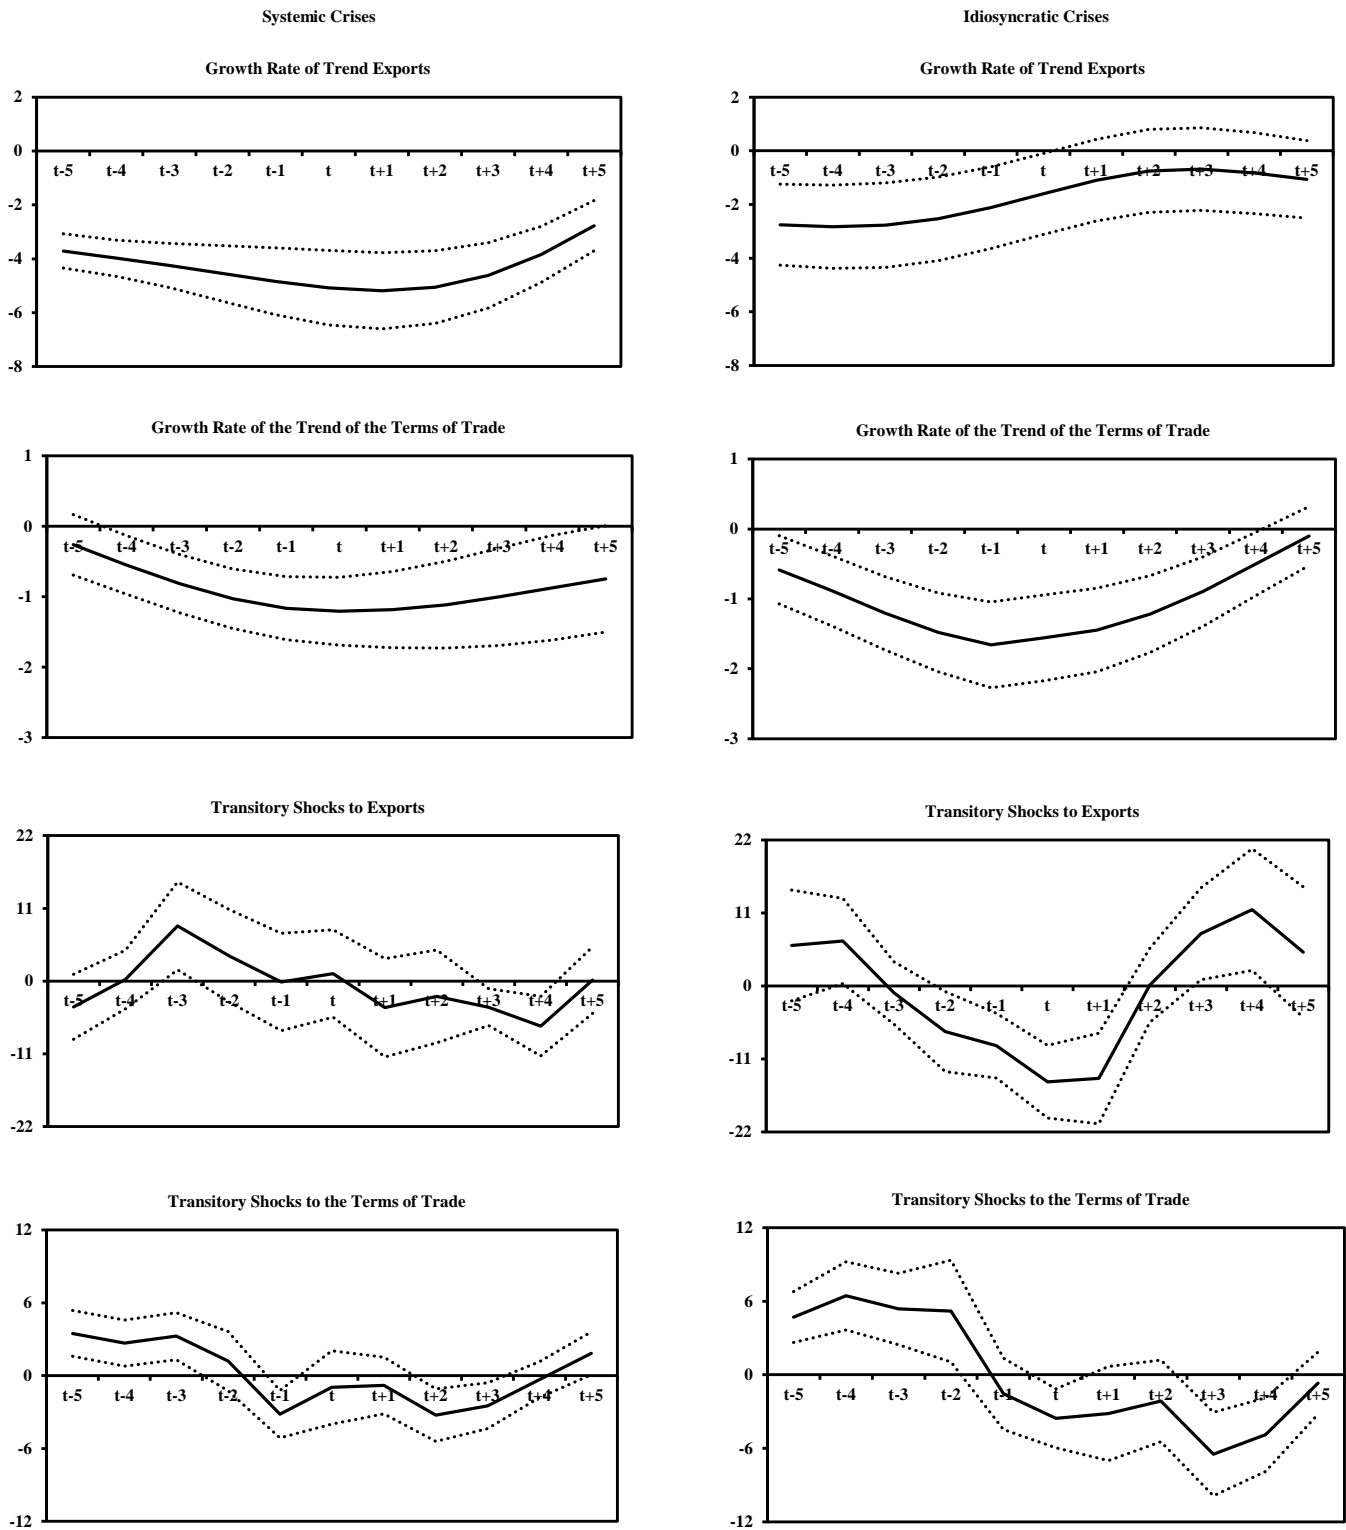 Systemic Crises
Idiosyncratic Crises
Growth Rate of Trend Exports
2
0
t-5 t-4 t-3 t-2 t-1 t t+1 t+2 t+3 t+4 t+5
-2
-4
-6
-8
Growth Rate of Trend Exports
2
0
t-5 t-4 t-3 t-2 t-1 t t+1 t+2 t+3 t+4 t+5
-2
-4
-6
-8
Growth Rate of the Trend of the Terms of Trade
1
0
t-5 t-4 t-3 t-2 t-1 t t+1 t+2 t+3 t+4 t+5
-1
-2
-3
Growth Rate of the Trend of the Terms of Trade
1
0
t-5 t-4 t-3 t-2 t-1 t t+1 t+2 t+3 t+4 t+5
-1
-2
-3
Transitory Shocks to Exports
22
11
0
t-5 t-4 t-3 t-2 t-1 t t+1 t+2 t+3 t+4 t+5
-11
-22
Transitory Shocks to Exports
22
11
0
t-5 t-4 t-3 t-2 t-1 t t+1 t+2 t+3 t+4 t+5
-11
-22
Transitory Shocks to the Terms of Trade
12
6
0
t-5 t-4 t-3 t-2 t-1 t t+1 t+2 t+3 t+4 t+5
-6
-12
Transitory Shocks to the Terms of Trade
12
6
0
t-5 t-4 t-3 t-2 t-1 t t+1 t+2 t+3 t+4 t+5
-6
-12